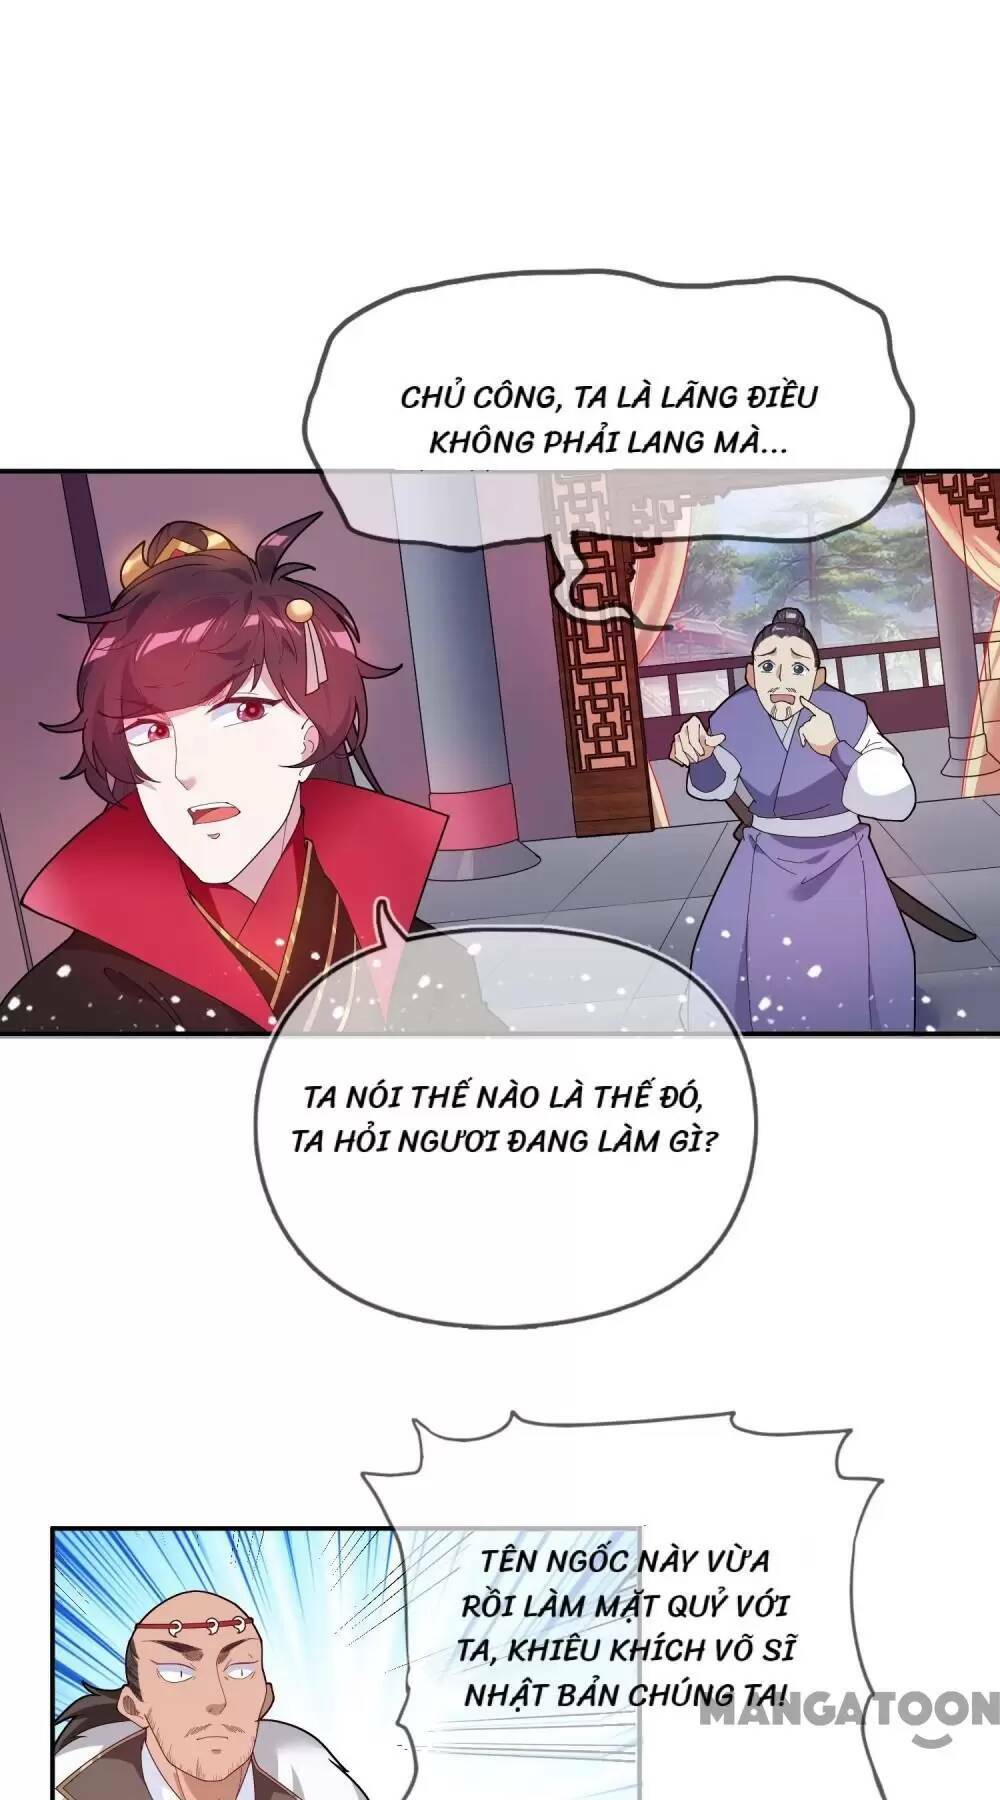 CHỦ CÔNG, TA LÀ LÃNG ĐIỀU
KHÔNG PHẢI LANG MÀ...
TA NÓI THẾ NÀO LÀ THẾ ĐÓ,
TA HỎI NGƯƠI ĐANG LÀM GÌ?
TÊN NGỐC NÀY VỪA
RỒI LÀM MẶT QUỶ VỚI
TA, KHIÊU KHÍCH VÕ SĨ
NHẬT BẢN CHÚNG TA!
MANGATOON